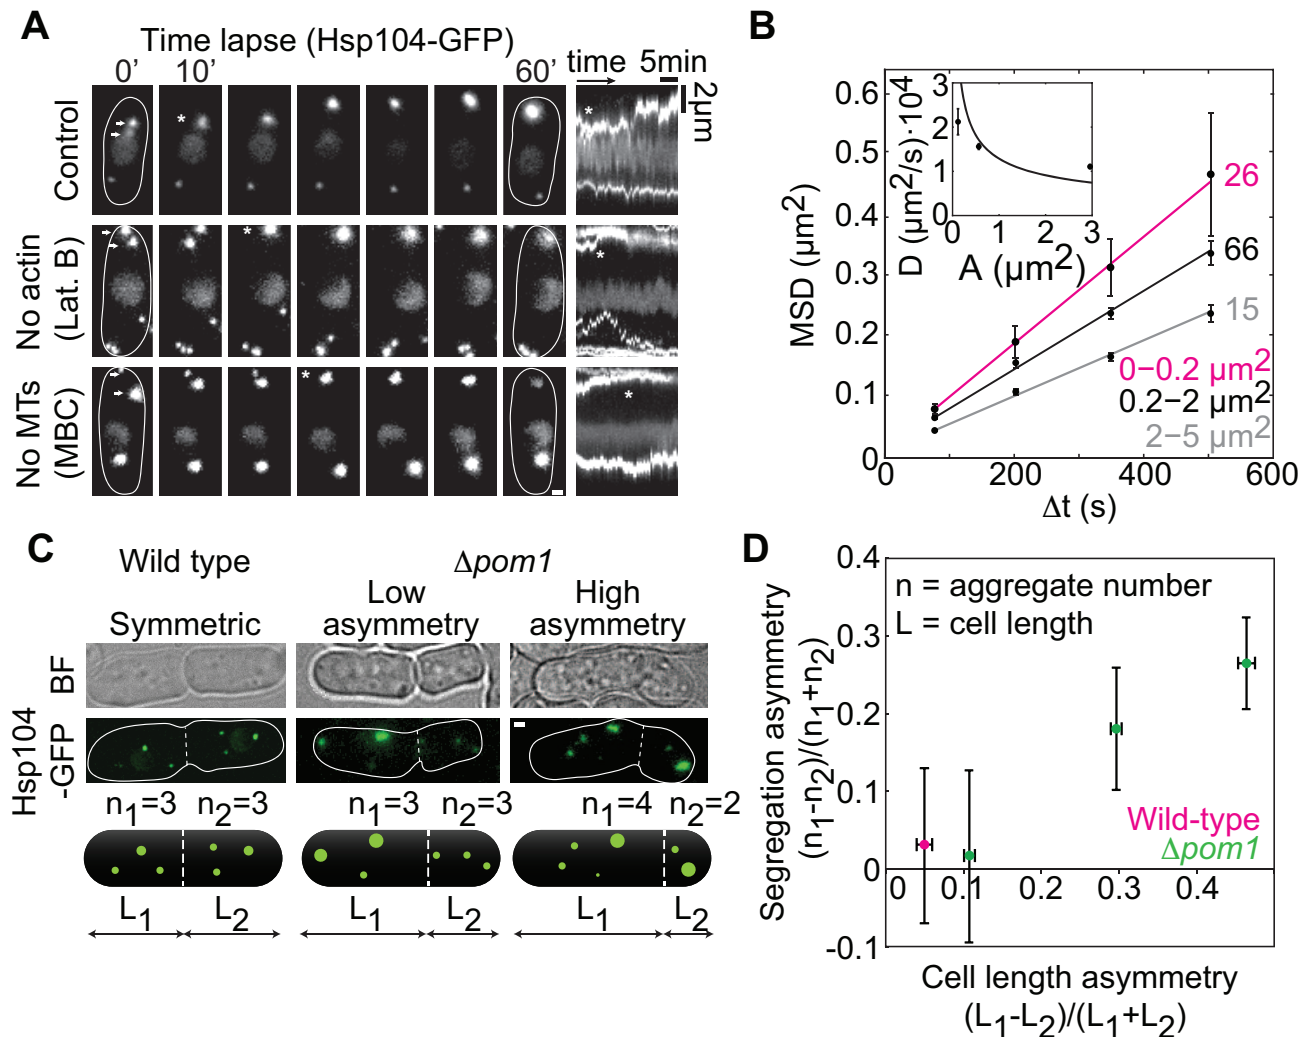 A
Time lapse (Hsp104-GFP)
0' 10' 60' time 5min
2µm
Control
*
*
No actin
(Lat. B)
*
*
No MTs
(MBC)
*
*
B
MSD (µm²)
0.6
0.5
0.4
0.3
0.2
0.1
0
0 200 400 600
Δt (s)
D (µm²/s)·10⁴
3
2
1
0
0 1 2 3
A (µm²)
26
66
15
0−0.2 µm²
0.2−2 µm²
2−5 µm²
C
Wild type Δpom1
Symmetric Low asymmetry High asymmetry
BF
Hsp104
-GFP
n₁=3 n₂=3 n₁=3 n₂=3 n₁=4 n₂=2
L₁ L₂ L₁ L₂ L₁ L₂
D
Segregation asymmetry
(n₁-n₂)/(n₁+n₂)
0.4
0.3
0.2
0.1
0
-0.1
n = aggregate number
L = cell length
Wild-type
Δpom1
0 0.1 0.2 0.3 0.4
Cell length asymmetry
(L₁-L₂)/(L₁+L₂)